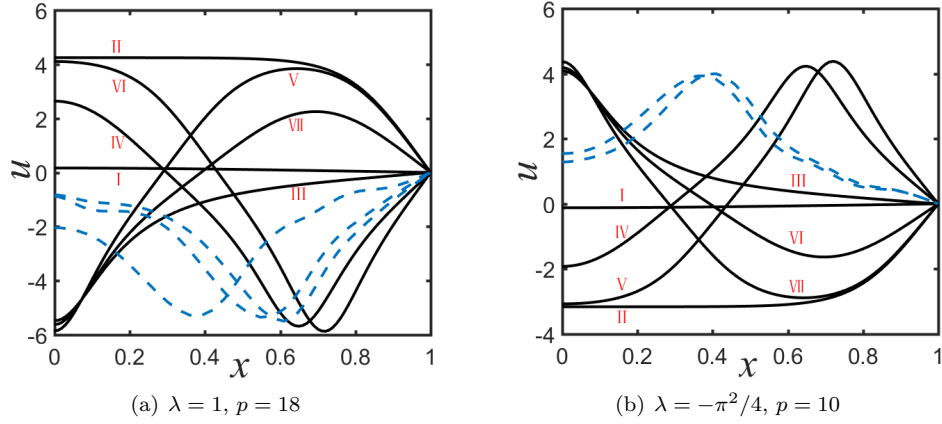 6
4
2
0
-2
-4
-6
0 0.2 0.4 0.6 0.8 1
u
x
II
VI
V
IV
VII
I
III
(a) λ = 1, p = 18
6
4
2
0
-2
-4
0 0.2 0.4 0.6 0.8 1
u
x
I
III
IV
VI
V
VII
II
(b) λ = −π²/4, p = 10